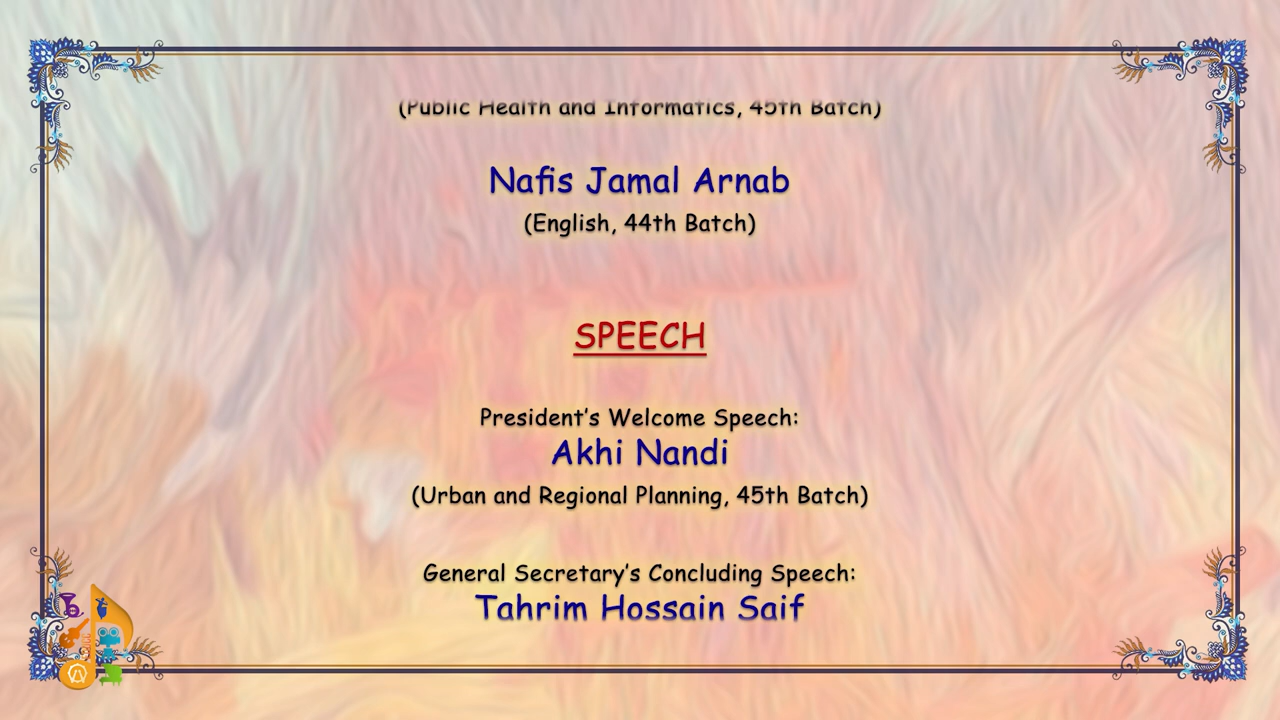 (Public Health and Informatics, 45th Batch)
Nafis Jamal Arnab
(English, 44th Batch)
SPEECH
President's Welcome Speech:
Akhi Nandi
(Urban and Regional Planning, 45th Batch)
General Secretary's Concluding Speech:
Tahrim Hossain Saif